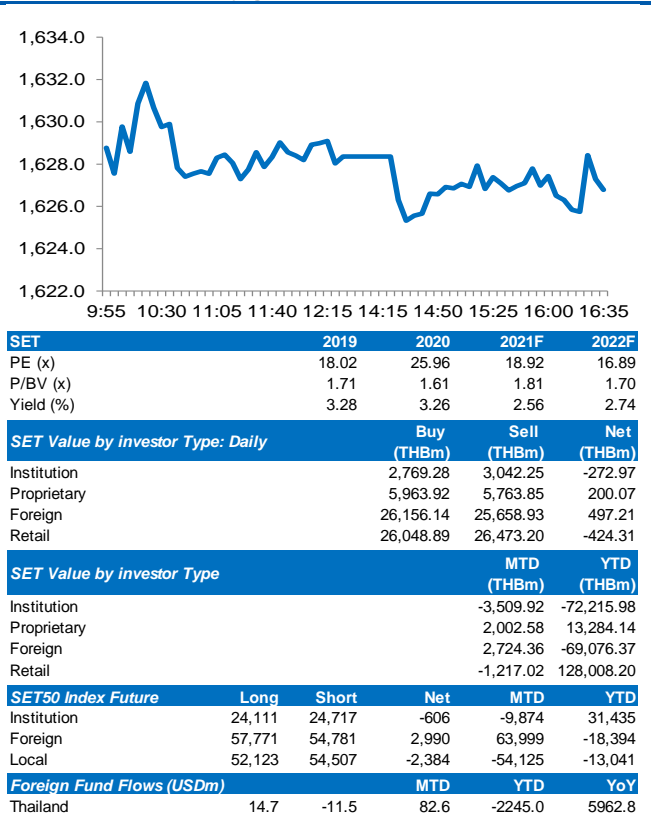 1,634.0
1,632.0
1,630.0
1,628.0
1,626.0
1,624.0
1,622.0
9:55 10:30 11:05 11:40 12:15 14:15 14:50 15:25 16:00 16:35
SET 2019 2020 2021F 2022F
PE (x) 18.02 25.96 18.92 16.89
P/BV (x) 1.71 1.61 1.81 1.70
Yield (%) 3.28 3.26 2.56 2.74
SET Value by investor Type: Daily Buy (THBm) Sell (THBm) Net (THBm)
Institution 2,769.28 3,042.25 -272.97
Proprietary 5,963.92 5,763.85 200.07
Foreign 26,156.14 25,658.93 497.21
Retail 26,048.89 26,473.20 -424.31
SET Value by investor Type MTD (THBm) YTD (THBm)
Institution -3,509.92 -72,215.98
Proprietary 2,002.58 13,284.14
Foreign 2,724.36 -69,076.37
Retail -1,217.02 128,008.20
SET50 Index Future Long Short Net MTD YTD
Institution 24,111 24,717 -606 -9,874 31,435
Foreign 57,771 54,781 2,990 63,999 -18,394
Local 52,123 54,507 -2,384 -54,125 -13,041
Foreign Fund Flows (USDm) MTD YTD YoY
Thailand 14.7 -11.5 82.6 -2245.0 5962.8